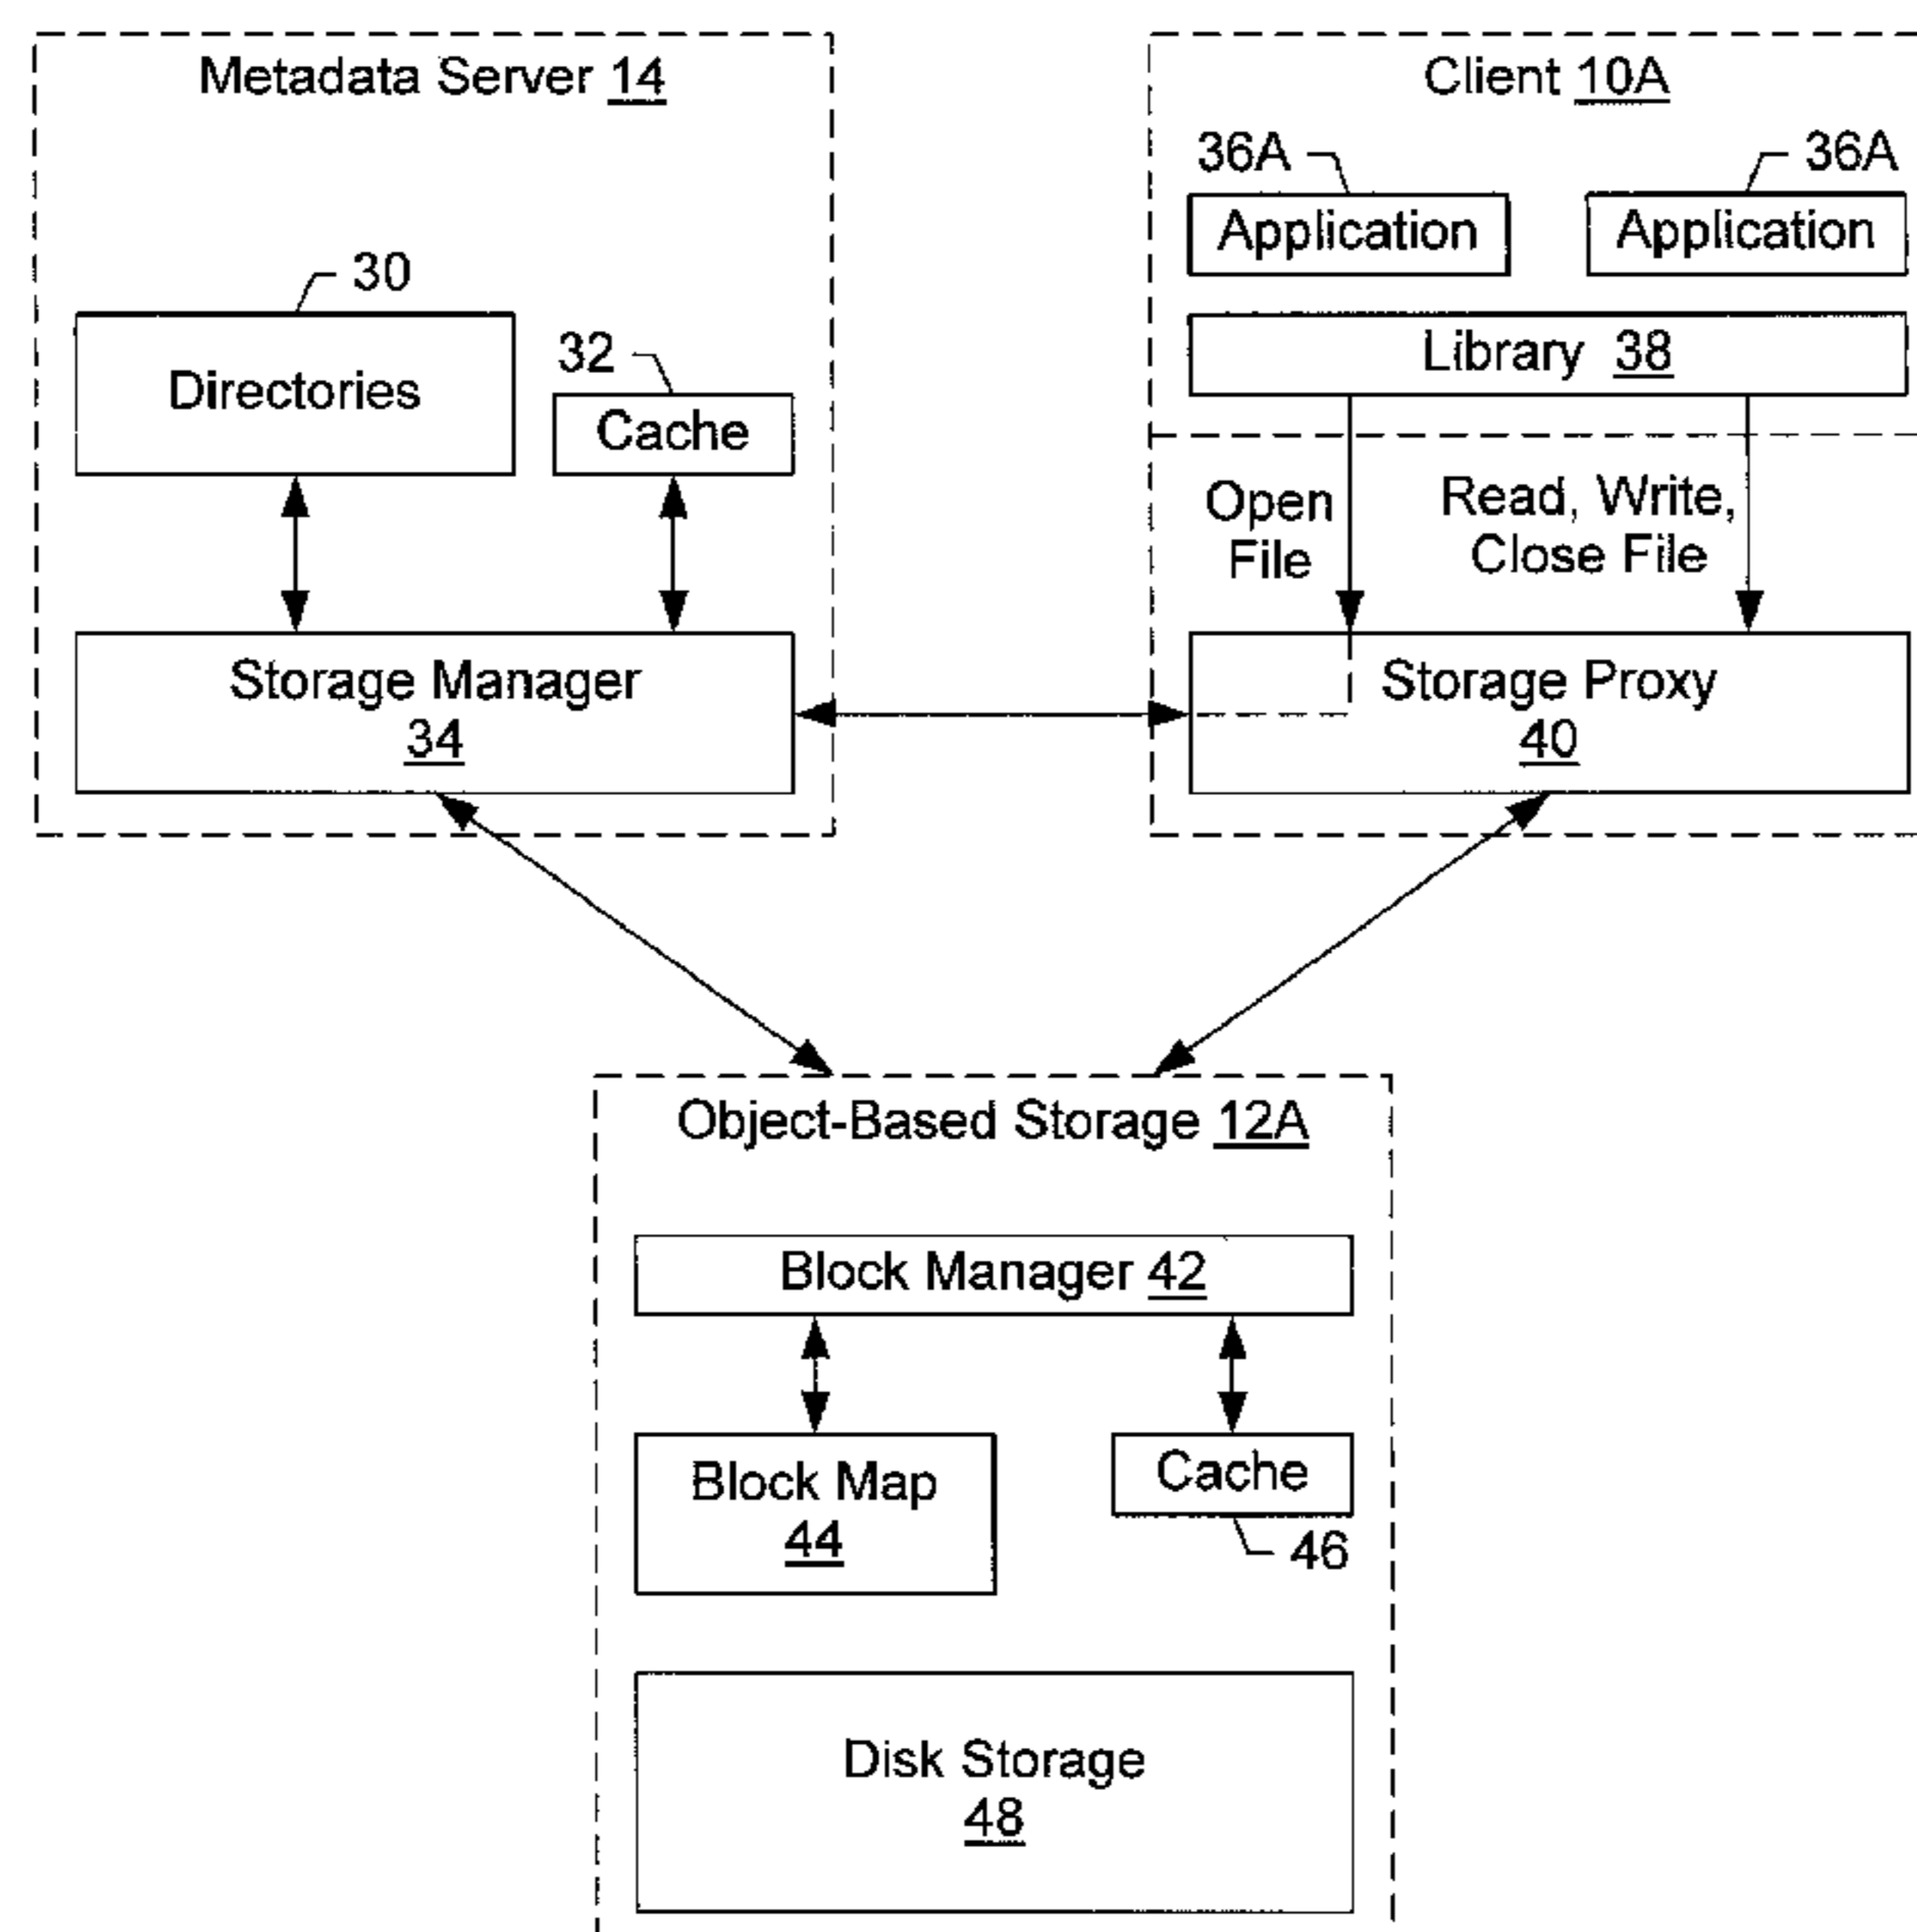 Metadata Server 14
30
Directories
32
Cache
Storage Manager
34
Client 10A
36A
36A
Application
Application
Library 38
Open
File
Read, Write,
Close File
Storage Proxy
40
Object-Based Storage 12A
Block Manager 42
Block Map
44
Cache
46
Disk Storage
48